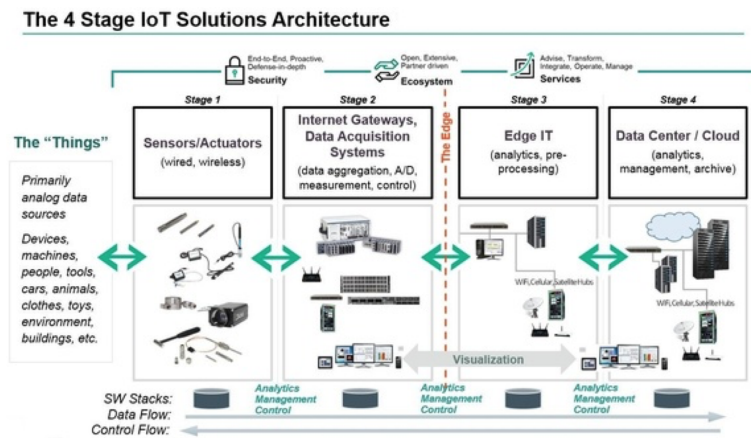 The 4 Stage IoT Solutions Architecture
End-to-End, Proactive,
Defense-in-depth
Security
Open, Extensive,
Partner driven
Ecosystem
Advise, Transform,
Integrate, Operate, Manage
Services
The “Things”
Primarily
analog data
sources
Devices,
machines,
people, tools,
cars, animals,
clothes, toys,
environment,
buildings, etc.
Stage 1
Sensors/Actuators
(wired, wireless)
Stage 2
Internet Gateways,
Data Acquisition
Systems
(data aggregation, A/D,
measurement, control)
The Edge
Stage 3
Edge IT
(analytics, pre-
processing)
Stage 4
Data Center / Cloud
(analytics,
management, archive)
WiFi, Cellular, Satellite Hubs
WiFi, Cellular, Satellite Hubs
Visualization
SW Stacks:
Analytics
Management
Control
Analytics
Management
Control
Analytics
Management
Control
Data Flow:
Control Flow: